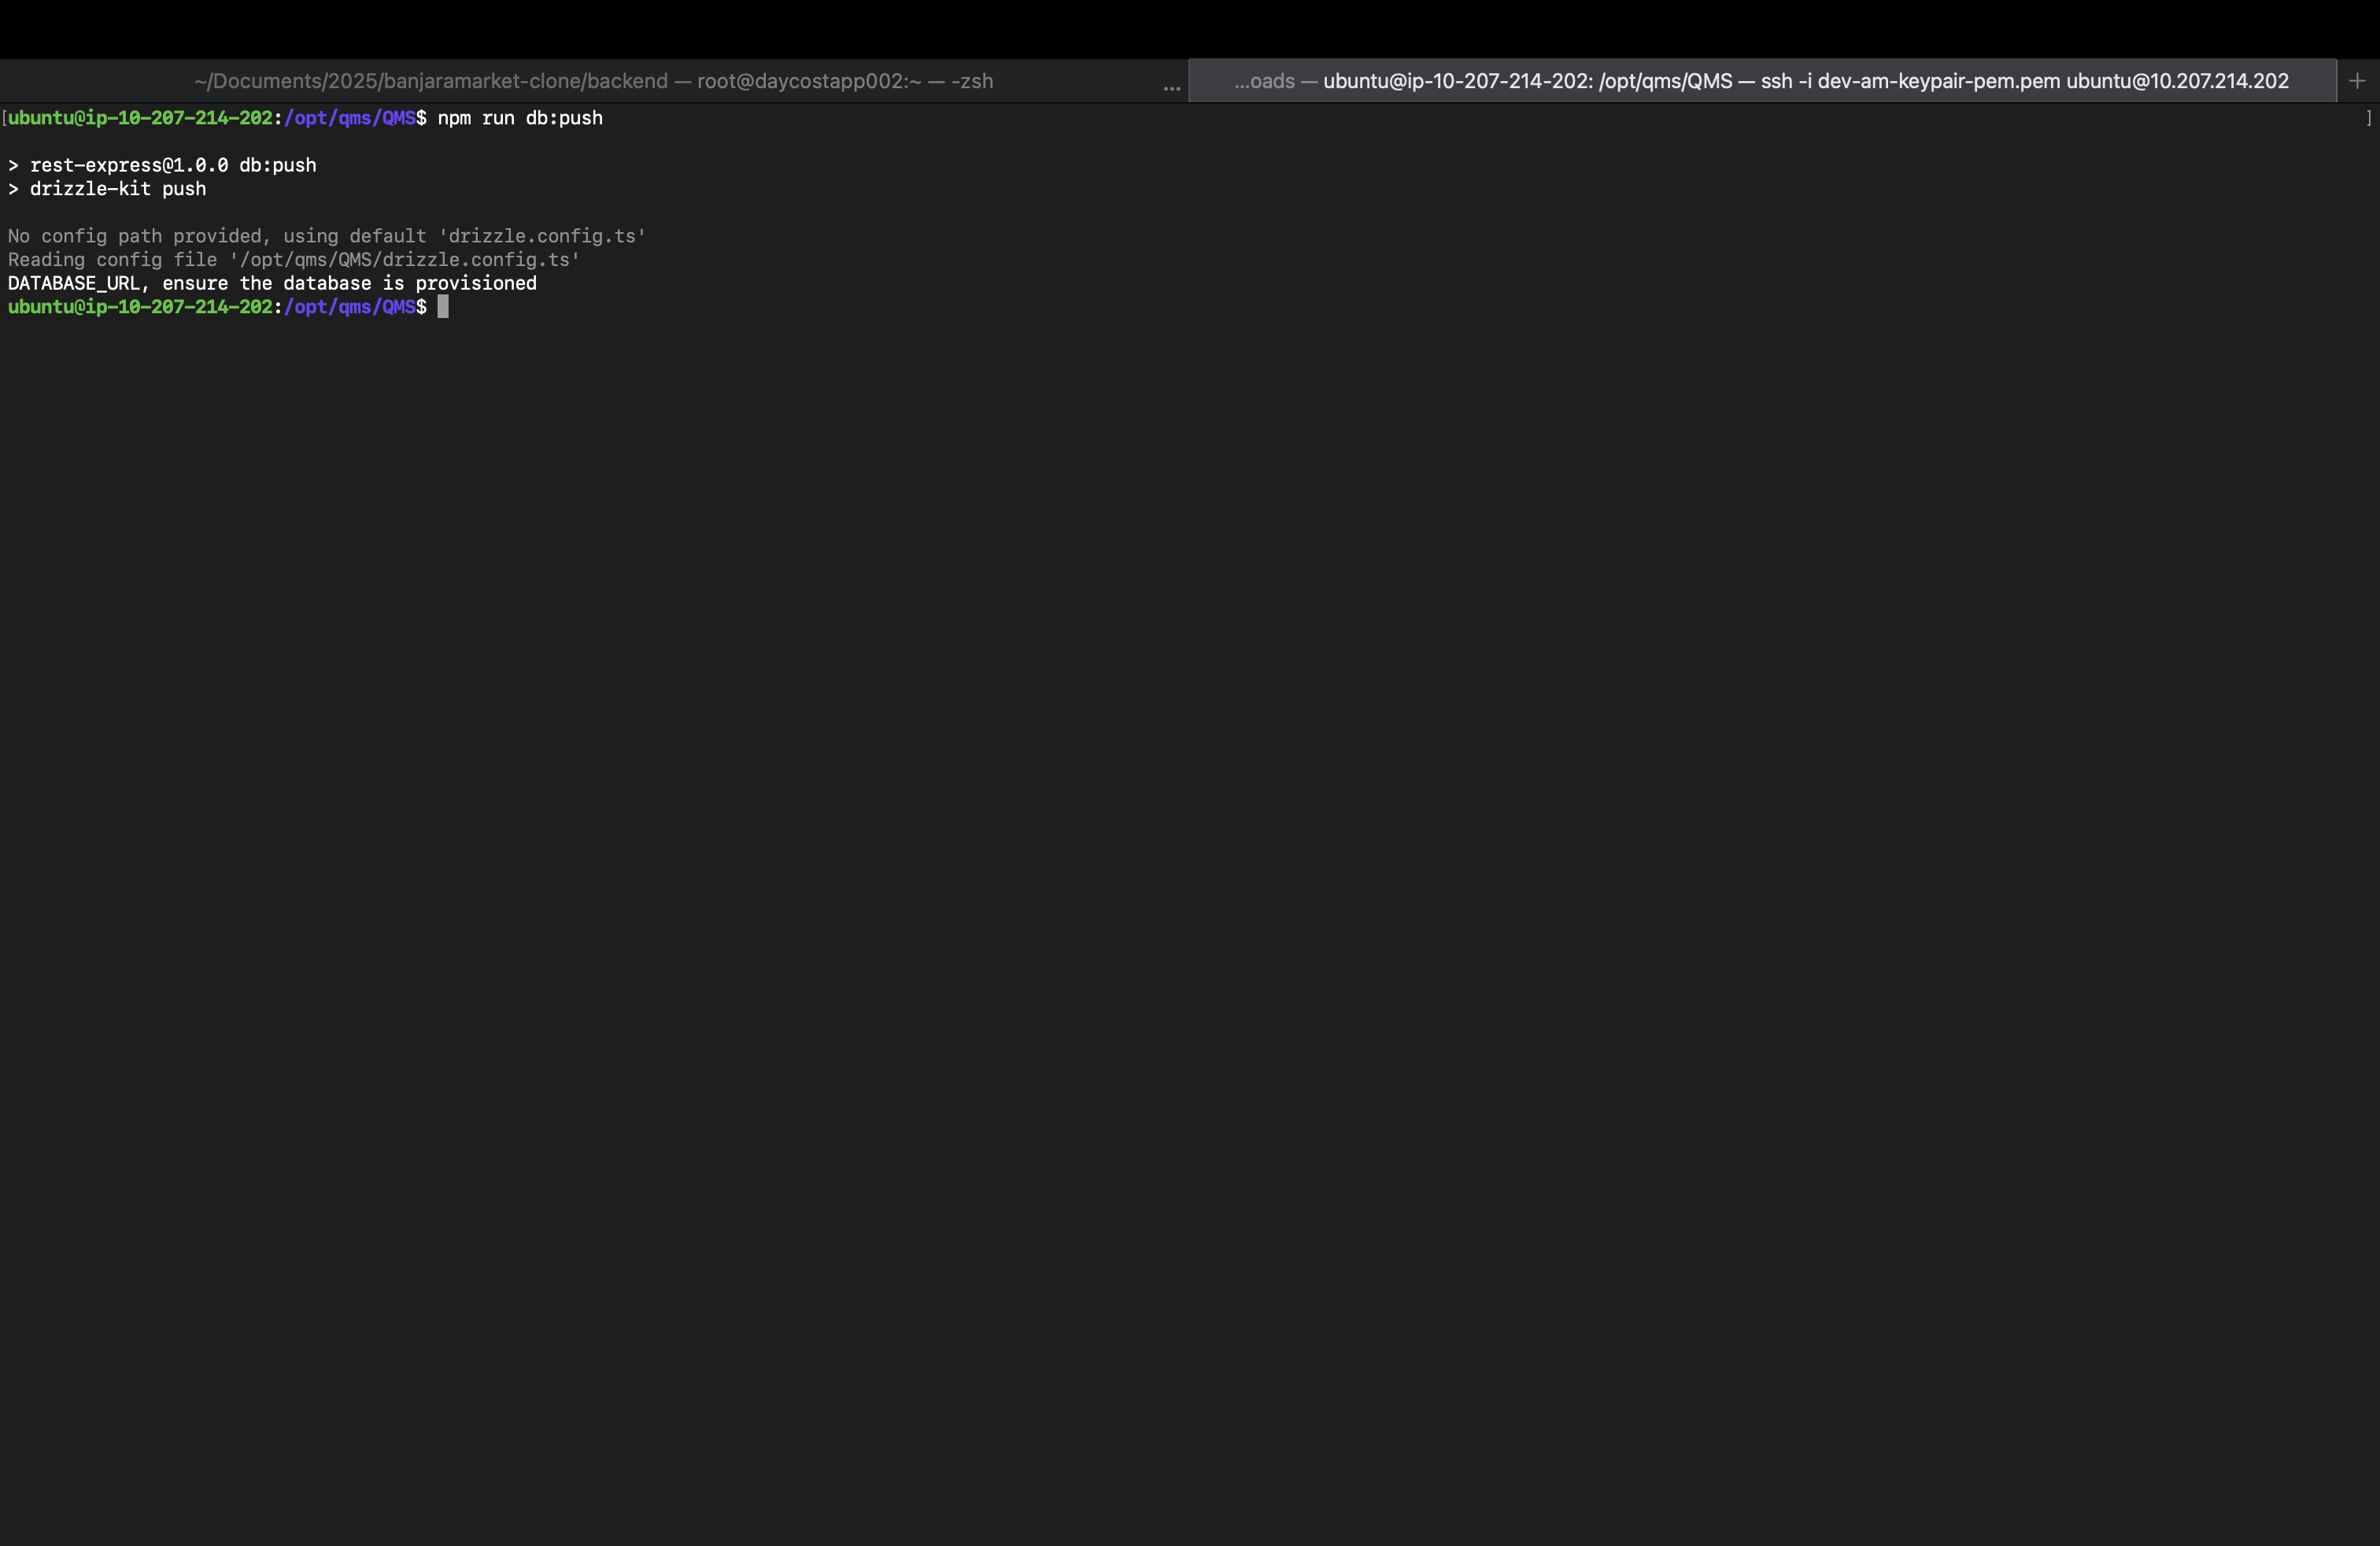 ~/Documents/2025/banjaramarket-clone/backend — root@daycostapp002:~ — -zsh
...
...oads — ubuntu@ip-10-207-214-202: /opt/qms/QMS — ssh -i dev-am-keypair-pem.pem ubuntu@10.207.214.202
+
[ubuntu@ip-10-207-214-202:/opt/qms/QMS$ npm run db:push ]
> rest-express@1.0.0 db:push
> drizzle-kit push
No config path provided, using default 'drizzle.config.ts'
Reading config file '/opt/qms/QMS/drizzle.config.ts'
DATABASE_URL, ensure the database is provisioned
ubuntu@ip-10-207-214-202:/opt/qms/QMS$